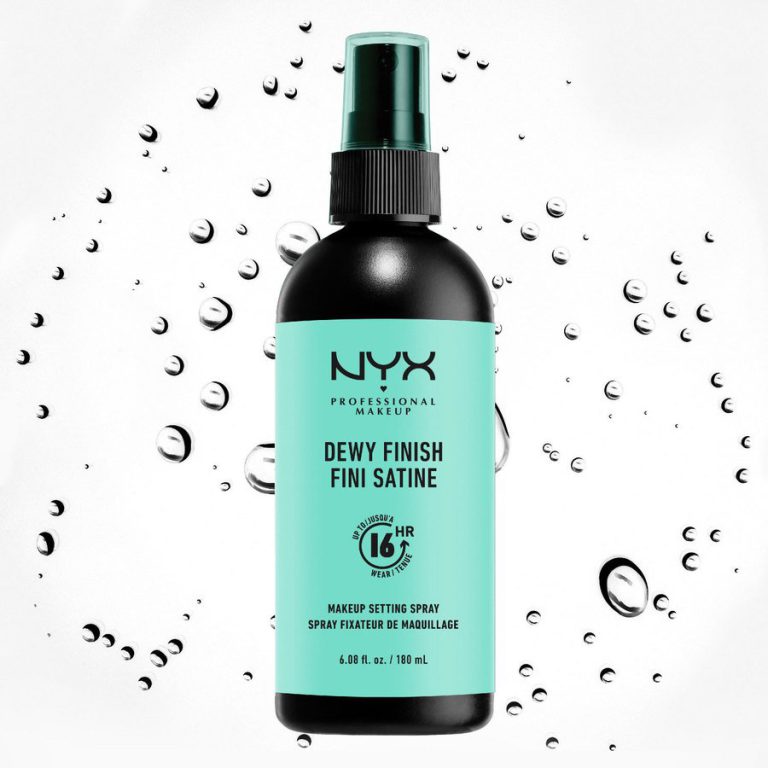 NYX
PROFESSIONAL
MAKEUP
DEWY FINISH
FINI SATINE
UP TO/JUSQU'A
16 HR
WEAR/TENUE
MAKEUP SETTING SPRAY
SPRAY FIXATEUR DE MAQUILLAGE
6.08 fl. oz. / 180 mL